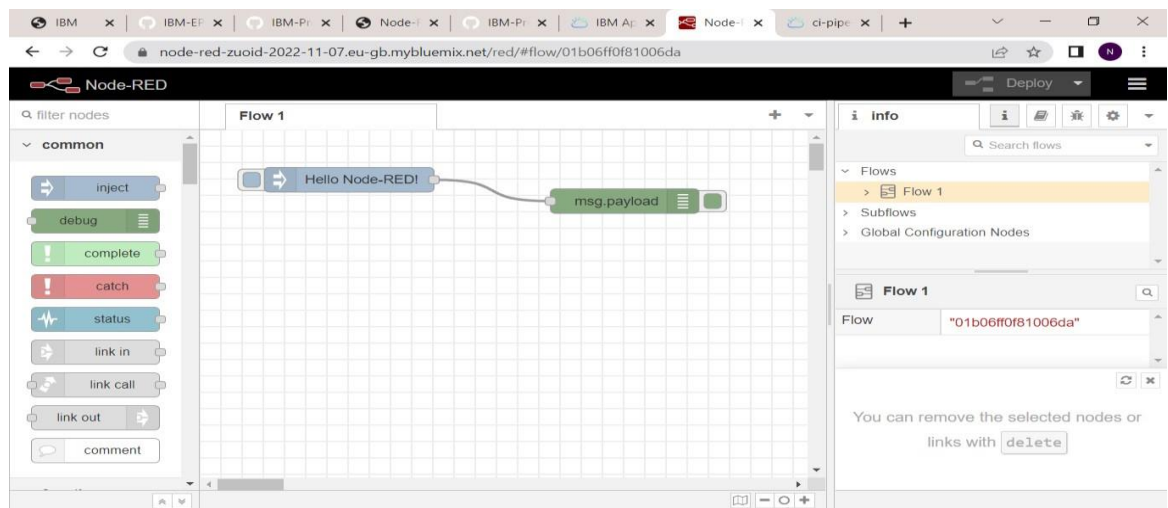 IBM
IBM-EF
IBM-Pr
Node-
IBM-Pr
IBM Ap
Node-
ci-pipe
node-red-zuoid-2022-11-07.eu-gb.mybluemix.net/red/#flow/01b06ff0f81006da
N
Node-RED
Deploy
filter nodes
Flow 1
i info
i
common
Search flows
inject
Hello Node-RED!
msg.payload
Flows
Flow 1
Subflows
Global Configuration Nodes
debug
complete
catch
status
link in
link call
link out
comment
Flow 1
Flow "01b06ff0f81006da"
You can remove the selected nodes or
links with delete